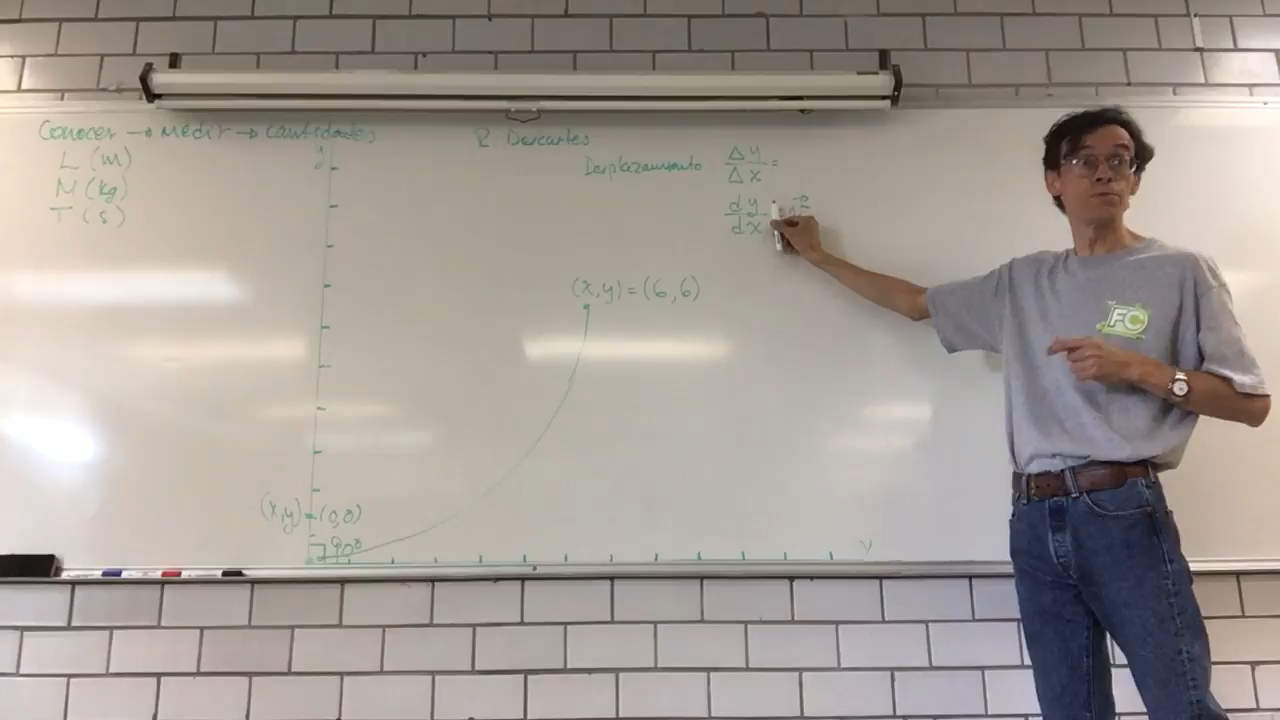 Conocer → medir → cantidades
L (m)
M (kg)
T (s)
y
R. Descartes
Desplazamiento Δy/Δx =
dy/dx =
(x,y) = (6,6)
(x,y) = (0,0)
90°
FC